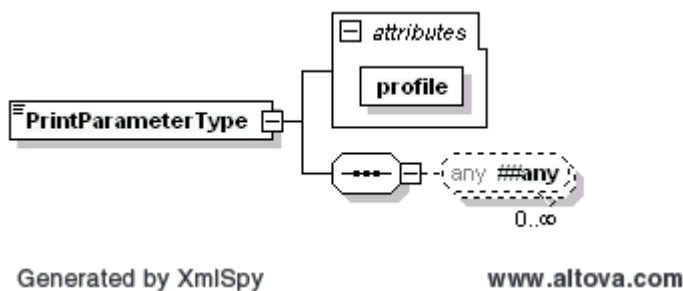 attributes
profile
PrintParameterType
any ##any
0..∞
Generated by XmlSpy www.altova.com